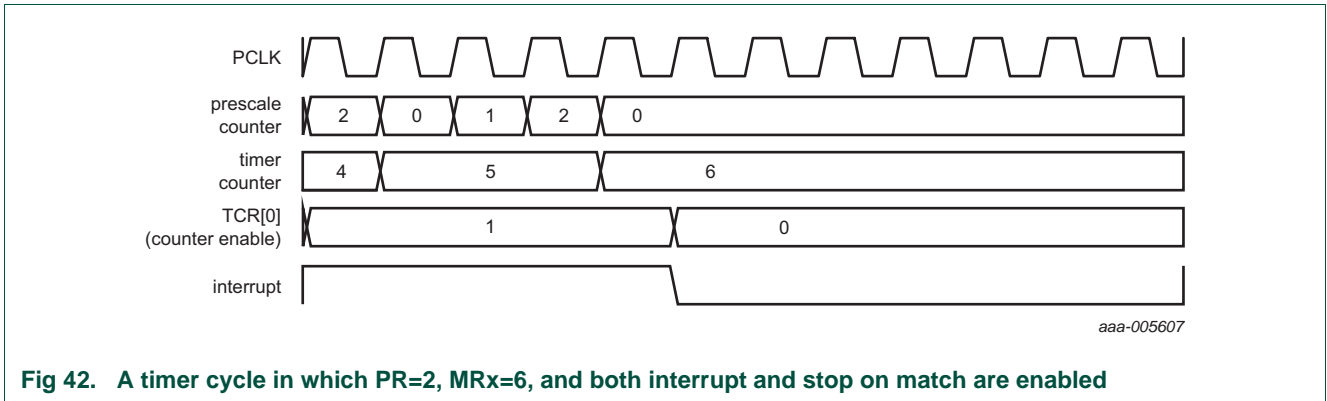 PCLK
prescale
counter
2 0 1 2 0
timer
counter
4 5 6
TCR[0]
(counter enable)
1 0
interrupt
aaa-005607
Fig 42. A timer cycle in which PR=2, MRx=6, and both interrupt and stop on match are enabled